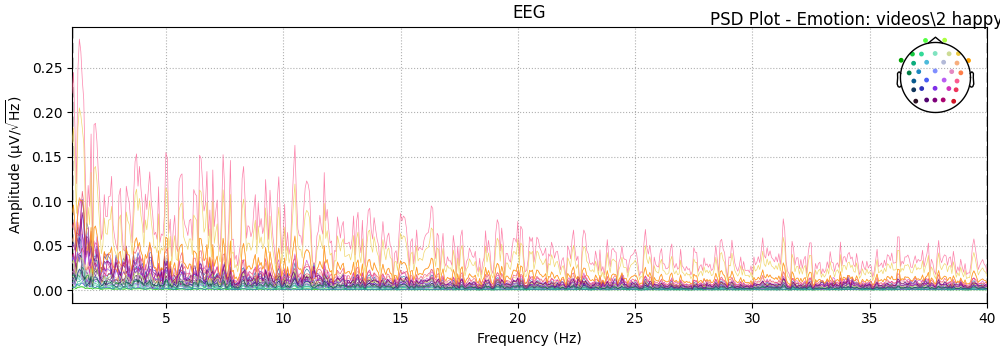 EEG
PSD Plot - Emotion: videos\2 happy
Amplitude (µV/√Hz)
0.25
0.20
0.15
0.10
0.05
0.00
5 10 15 20 25 30 35 40
Frequency (Hz)